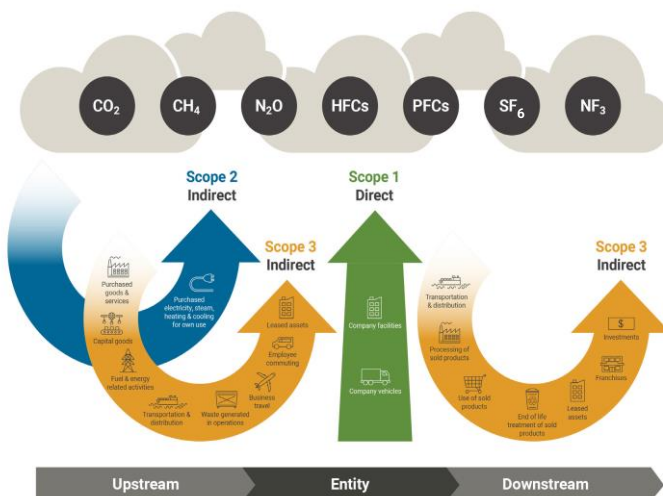 CO₂
CH₄
N₂O
HFCs
PFCs
SF₆
NF₃
Scope 2
Indirect
Scope 1
Direct
Scope 3
Indirect
Scope 3
Indirect
Purchased
goods &
services
Capital goods
Fuel & energy
related activities
Transportation &
distribution
Waste generated
in operations
Business
travel
Employee
commuting
Leased assets
Purchased
electricity, steam,
heating & cooling
for own use
Company facilities
Company vehicles
Transportation
& distribution
Processing of
sold products
Use of sold
products
End of life
treatment of sold
products
Leased
assets
Franchises
Investments
Upstream
Entity
Downstream